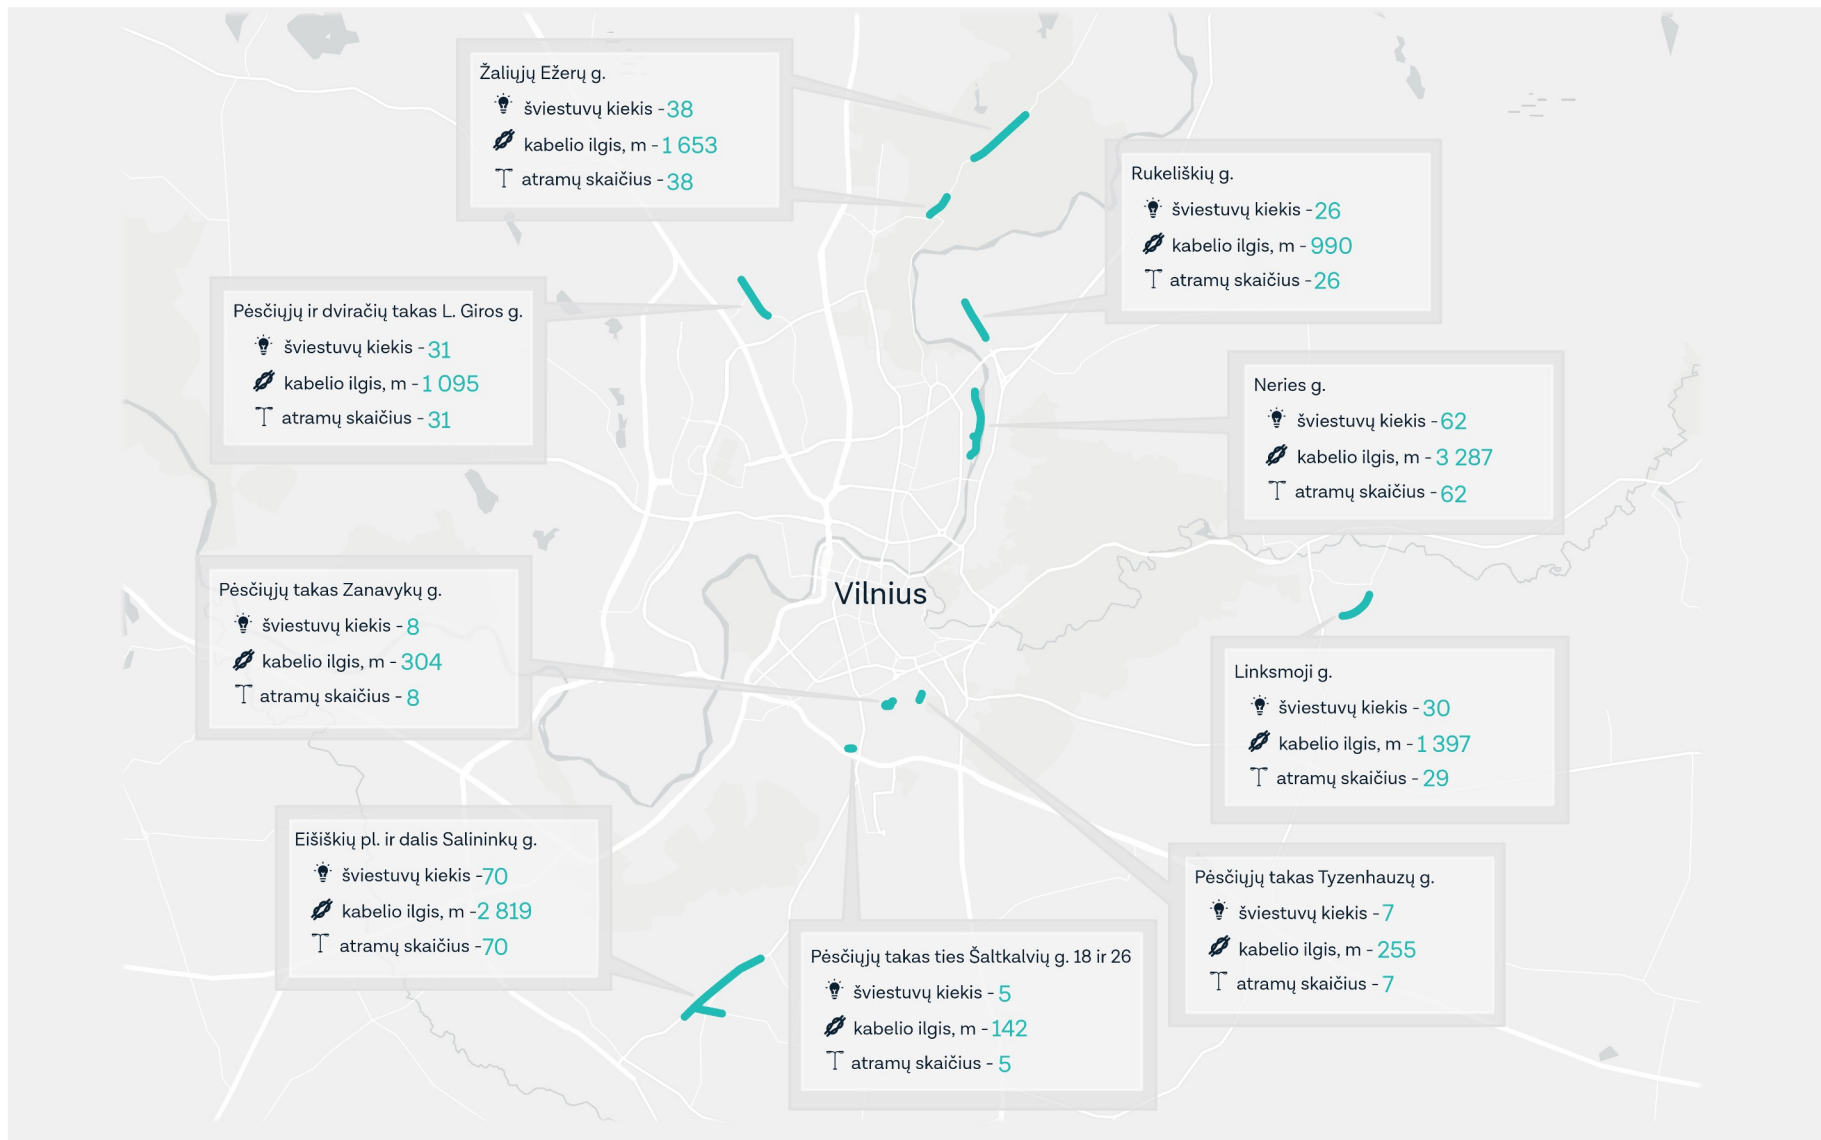 Žaliųjų Ežerų g.
šviestuvų kiekis - 38
kabelio ilgis, m - 1 653
atramų skaičius - 38
Rukeliškių g.
šviestuvų kiekis - 26
kabelio ilgis, m - 990
atramų skaičius - 26
Pėsčiųjų ir dviračių takas L. Giros g.
šviestuvų kiekis - 31
kabelio ilgis, m - 1 095
atramų skaičius - 31
Neries g.
šviestuvų kiekis - 62
kabelio ilgis, m - 3 287
atramų skaičius - 62
Vilnius
Pėsčiųjų takas Zanavykų g.
šviestuvų kiekis - 8
kabelio ilgis, m - 304
atramų skaičius - 8
Linksmoji g.
šviestuvų kiekis - 30
kabelio ilgis, m - 1 397
atramų skaičius - 29
Eišiškių pl. ir dalis Salininkų g.
šviestuvų kiekis -70
kabelio ilgis, m -2 819
atramų skaičius -70
Pėsčiųjų takas Tyzenhauzų g.
šviestuvų kiekis - 7
kabelio ilgis, m - 255
atramų skaičius - 7
Pėsčiųjų takas ties Šaltkalvių g. 18 ir 26
šviestuvų kiekis - 5
kabelio ilgis, m - 142
atramų skaičius - 5